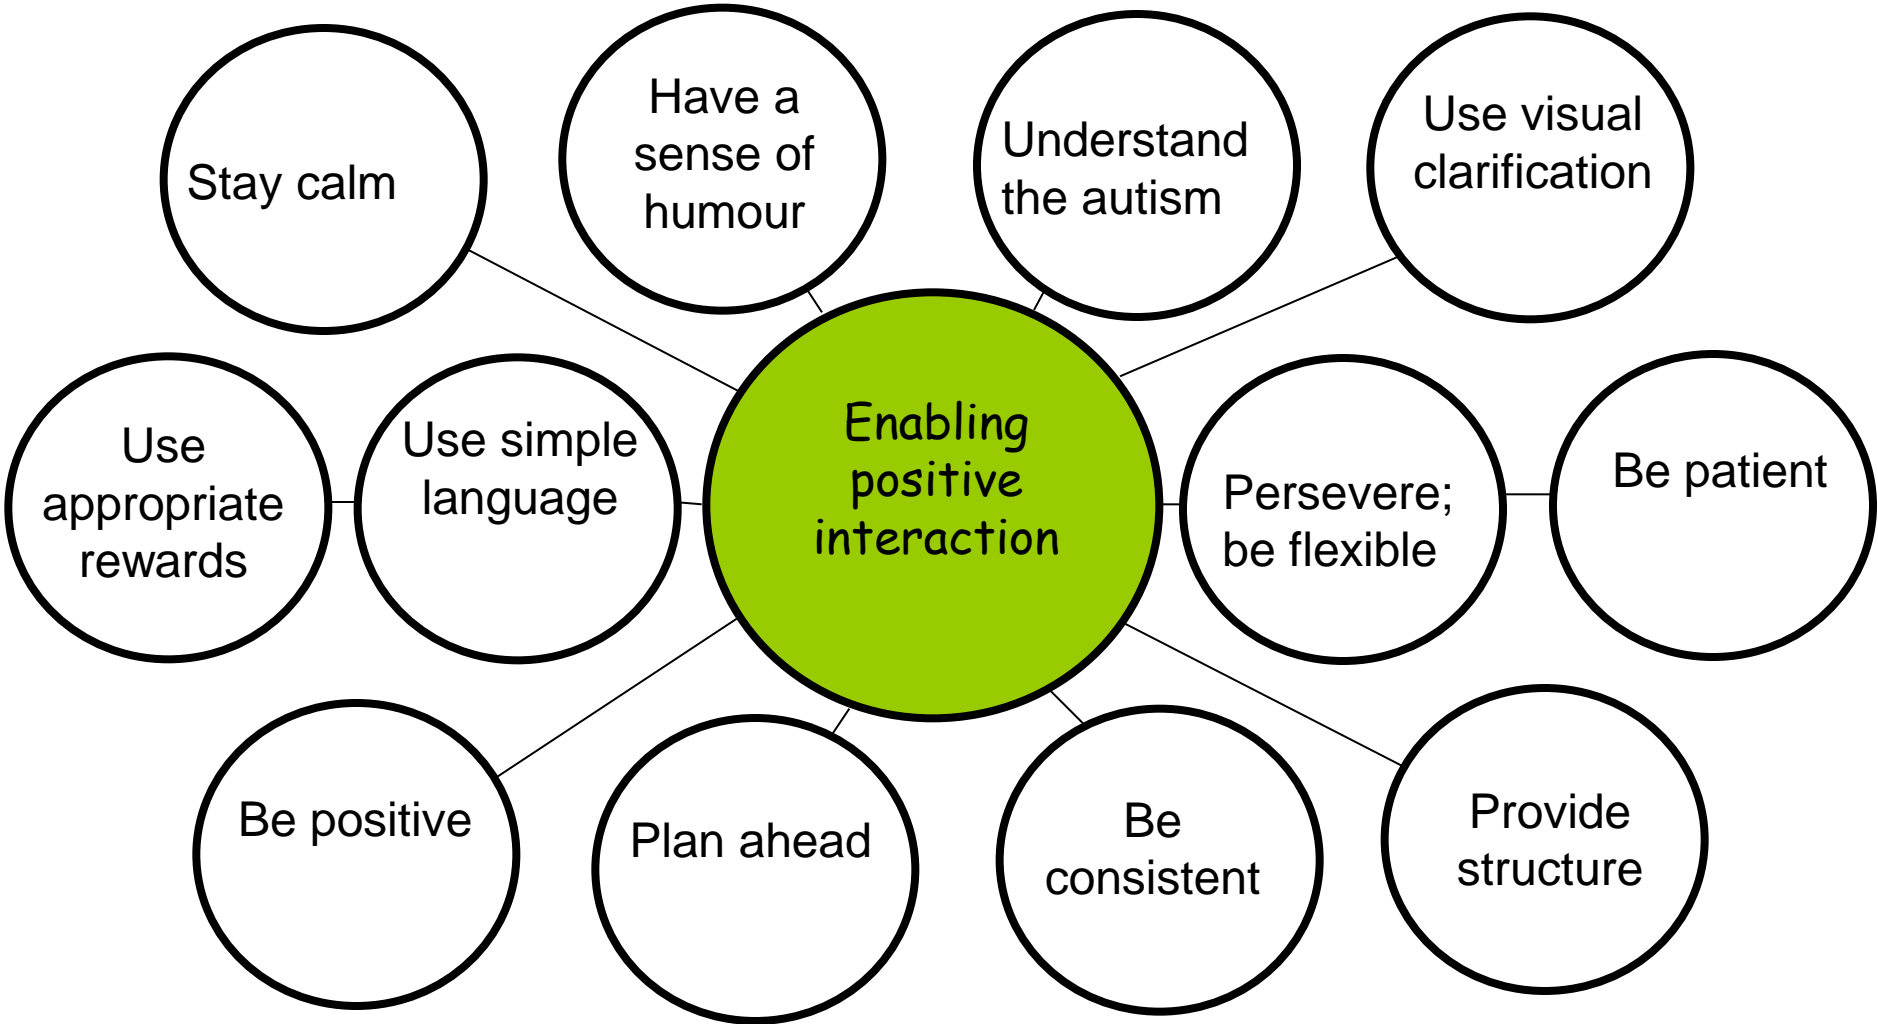 Stay calm
Have a
sense of
humour
Understand
the autism
Use visual
clarification
Use
appropriate
rewards
Use simple
language
Enabling
positive
interaction
Persevere;
be flexible
Be patient
Be positive
Plan ahead
Be
consistent
Provide
structure